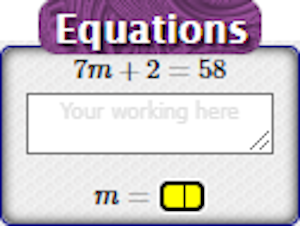 Equations
7m + 2 = 58
Your working here
m =